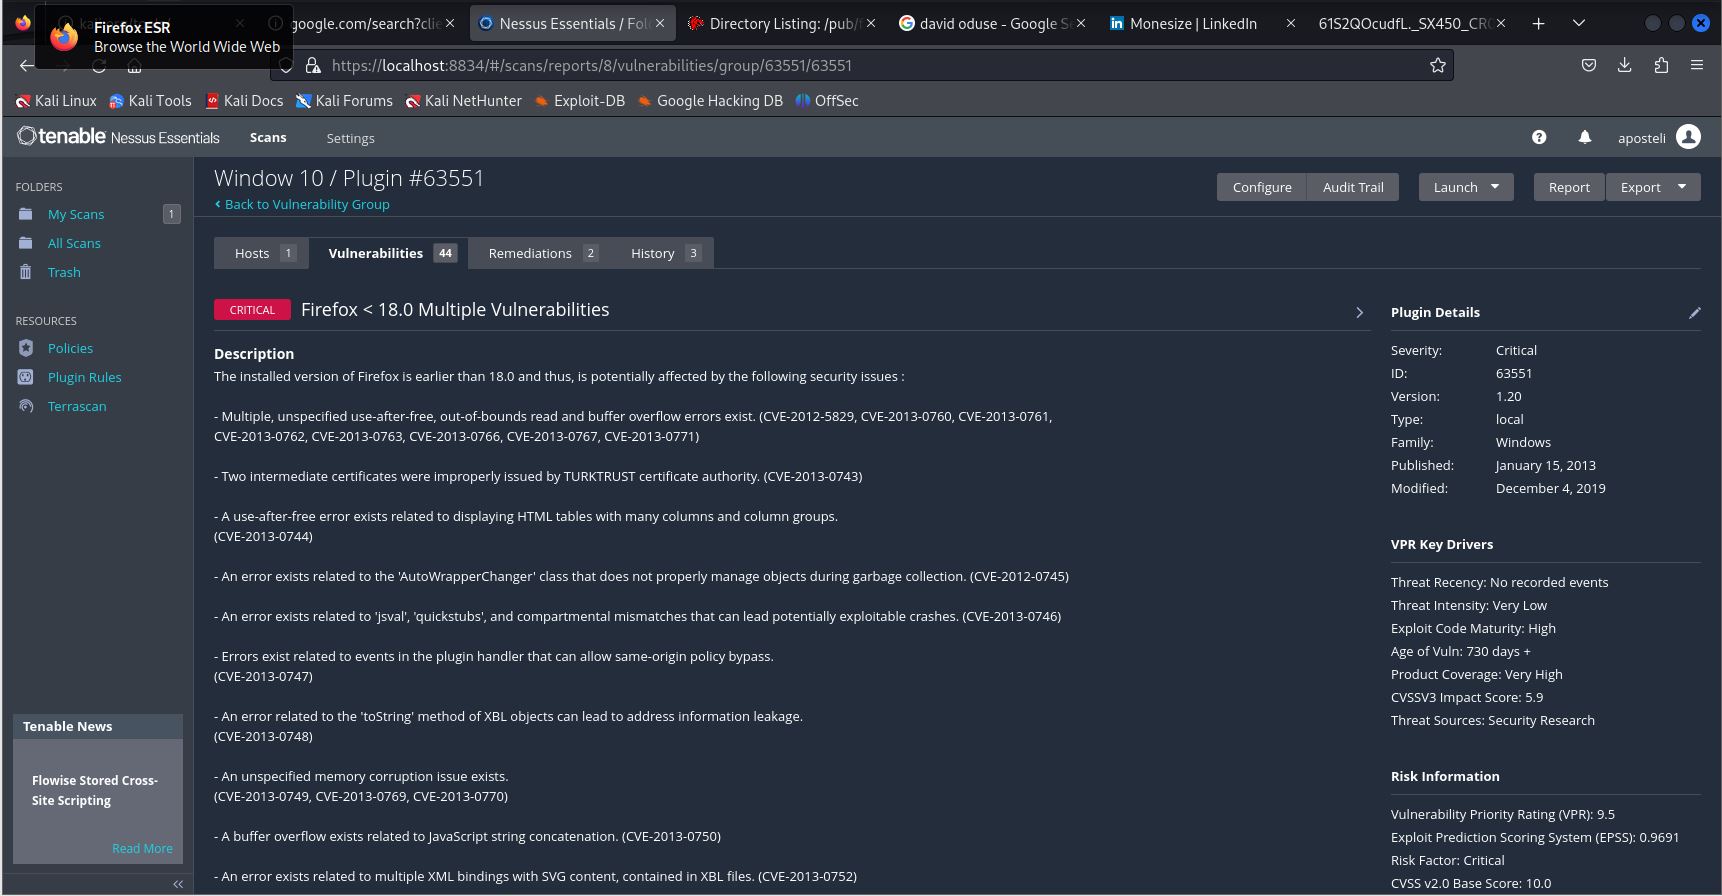 Firefox ESR
Browse the World Wide Web
google.com/search?clie
Nessus Essentials / Fol
Directory Listing: /pub/f
david oduse - Google Se
Monesize | LinkedIn
61S2QOcudfL._SX450_CR
https://localhost:8834/#/scans/reports/8/vulnerabilities/group/63551/63551
Kali Linux Kali Tools Kali Docs Kali Forums Kali NetHunter Exploit-DB Google Hacking DB OffSec
tenable Nessus Essentials Scans Settings aposteli
FOLDERS
My Scans 1
All Scans
Trash
RESOURCES
Policies
Plugin Rules
Terrascan
Tenable News
Flowise Stored Cross-
Site Scripting
Read More
Window 10 / Plugin #63551
Back to Vulnerability Group
Configure Audit Trail Launch Report Export
Hosts 1 Vulnerabilities 44 Remediations 2 History 3
CRITICAL Firefox < 18.0 Multiple Vulnerabilities
Description
The installed version of Firefox is earlier than 18.0 and thus, is potentially affected by the following security issues :
- Multiple, unspecified use-after-free, out-of-bounds read and buffer overflow errors exist. (CVE-2012-5829, CVE-2013-0760, CVE-2013-0761,
CVE-2013-0762, CVE-2013-0763, CVE-2013-0766, CVE-2013-0767, CVE-2013-0771)
- Two intermediate certificates were improperly issued by TURKTRUST certificate authority. (CVE-2013-0743)
- A use-after-free error exists related to displaying HTML tables with many columns and column groups.
(CVE-2013-0744)
- An error exists related to the 'AutoWrapperChanger' class that does not properly manage objects during garbage collection. (CVE-2012-0745)
- An error exists related to 'jsval', 'quickstubs', and compartmental mismatches that can lead potentially exploitable crashes. (CVE-2013-0746)
- Errors exist related to events in the plugin handler that can allow same-origin policy bypass.
(CVE-2013-0747)
- An error related to the 'toString' method of XBL objects can lead to address information leakage.
(CVE-2013-0748)
- An unspecified memory corruption issue exists.
(CVE-2013-0749, CVE-2013-0769, CVE-2013-0770)
- A buffer overflow exists related to JavaScript string concatenation. (CVE-2013-0750)
- An error exists related to multiple XML bindings with SVG content, contained in XBL files. (CVE-2013-0752)
Plugin Details
Severity: Critical
ID: 63551
Version: 1.20
Type: local
Family: Windows
Published: January 15, 2013
Modified: December 4, 2019
VPR Key Drivers
Threat Recency: No recorded events
Threat Intensity: Very Low
Exploit Code Maturity: High
Age of Vuln: 730 days +
Product Coverage: Very High
CVSSV3 Impact Score: 5.9
Threat Sources: Security Research
Risk Information
Vulnerability Priority Rating (VPR): 9.5
Exploit Prediction Scoring System (EPSS): 0.9691
Risk Factor: Critical
CVSS v2.0 Base Score: 10.0